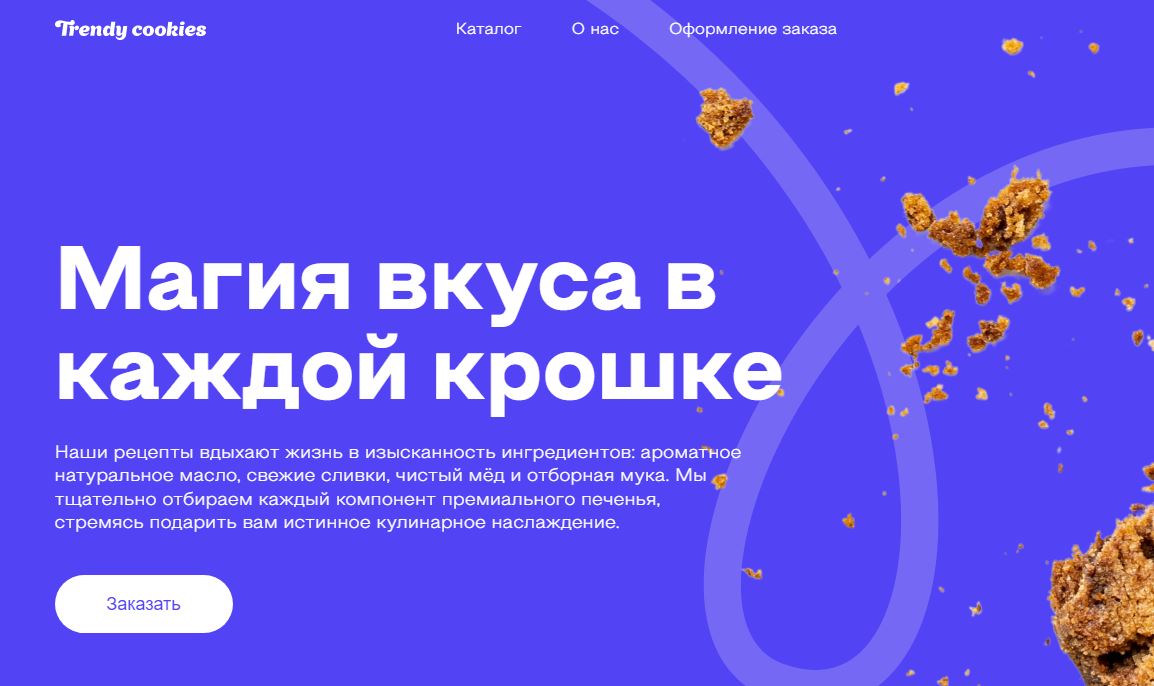 Trendy cookies
Каталог
О нас
Оформление заказа
Магия вкуса в
каждой крошке
Наши рецепты вдыхают жизнь в изысканность ингредиентов: ароматное
натуральное масло, свежие сливки, чистый мёд и отборная мука. Мы
тщательно отбираем каждый компонент премиального печенья,
стремясь подарить вам истинное кулинарное наслаждение.
Заказать